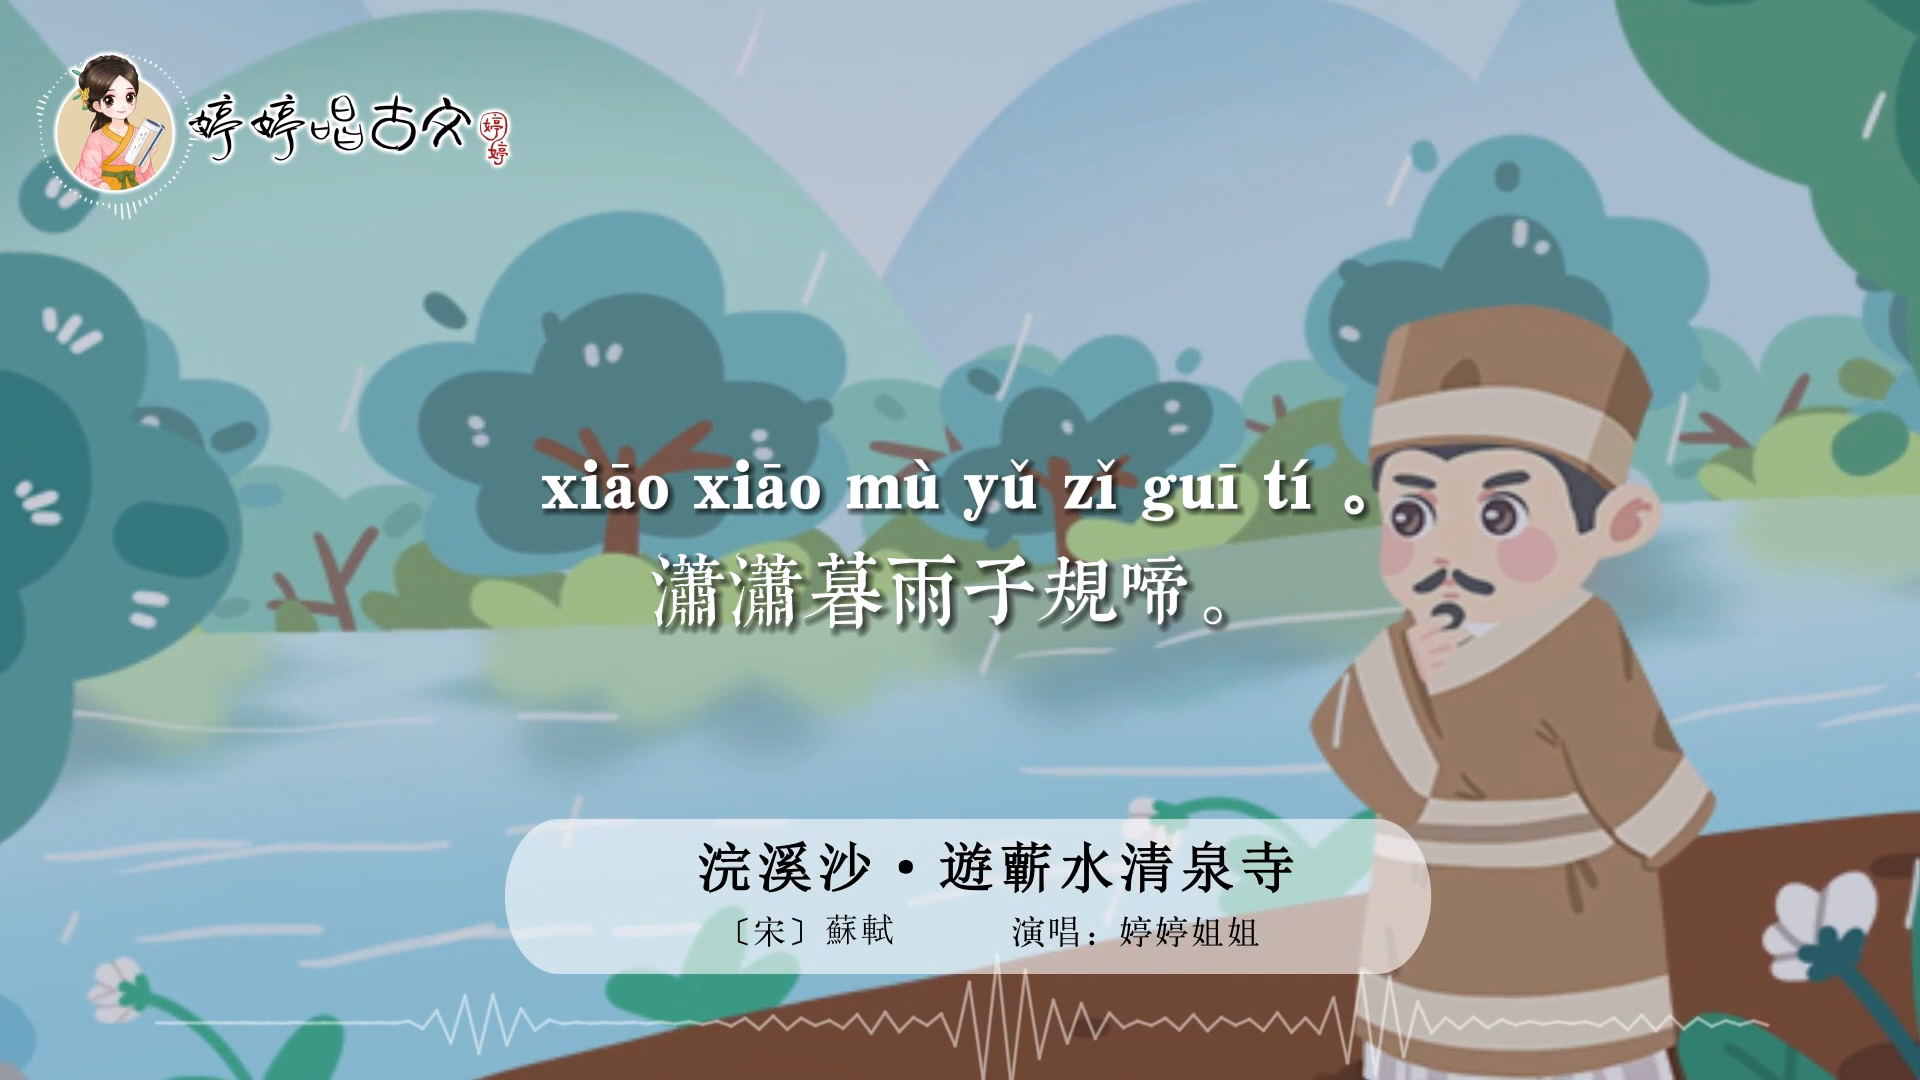 婷婷唱古文
婷婷
xiāo xiāo mù yǔ zǐ guī tí 。
瀟瀟暮雨子規啼。
浣溪沙·遊蘄水清泉寺
〔宋〕蘇軾 演唱：婷婷姐姐